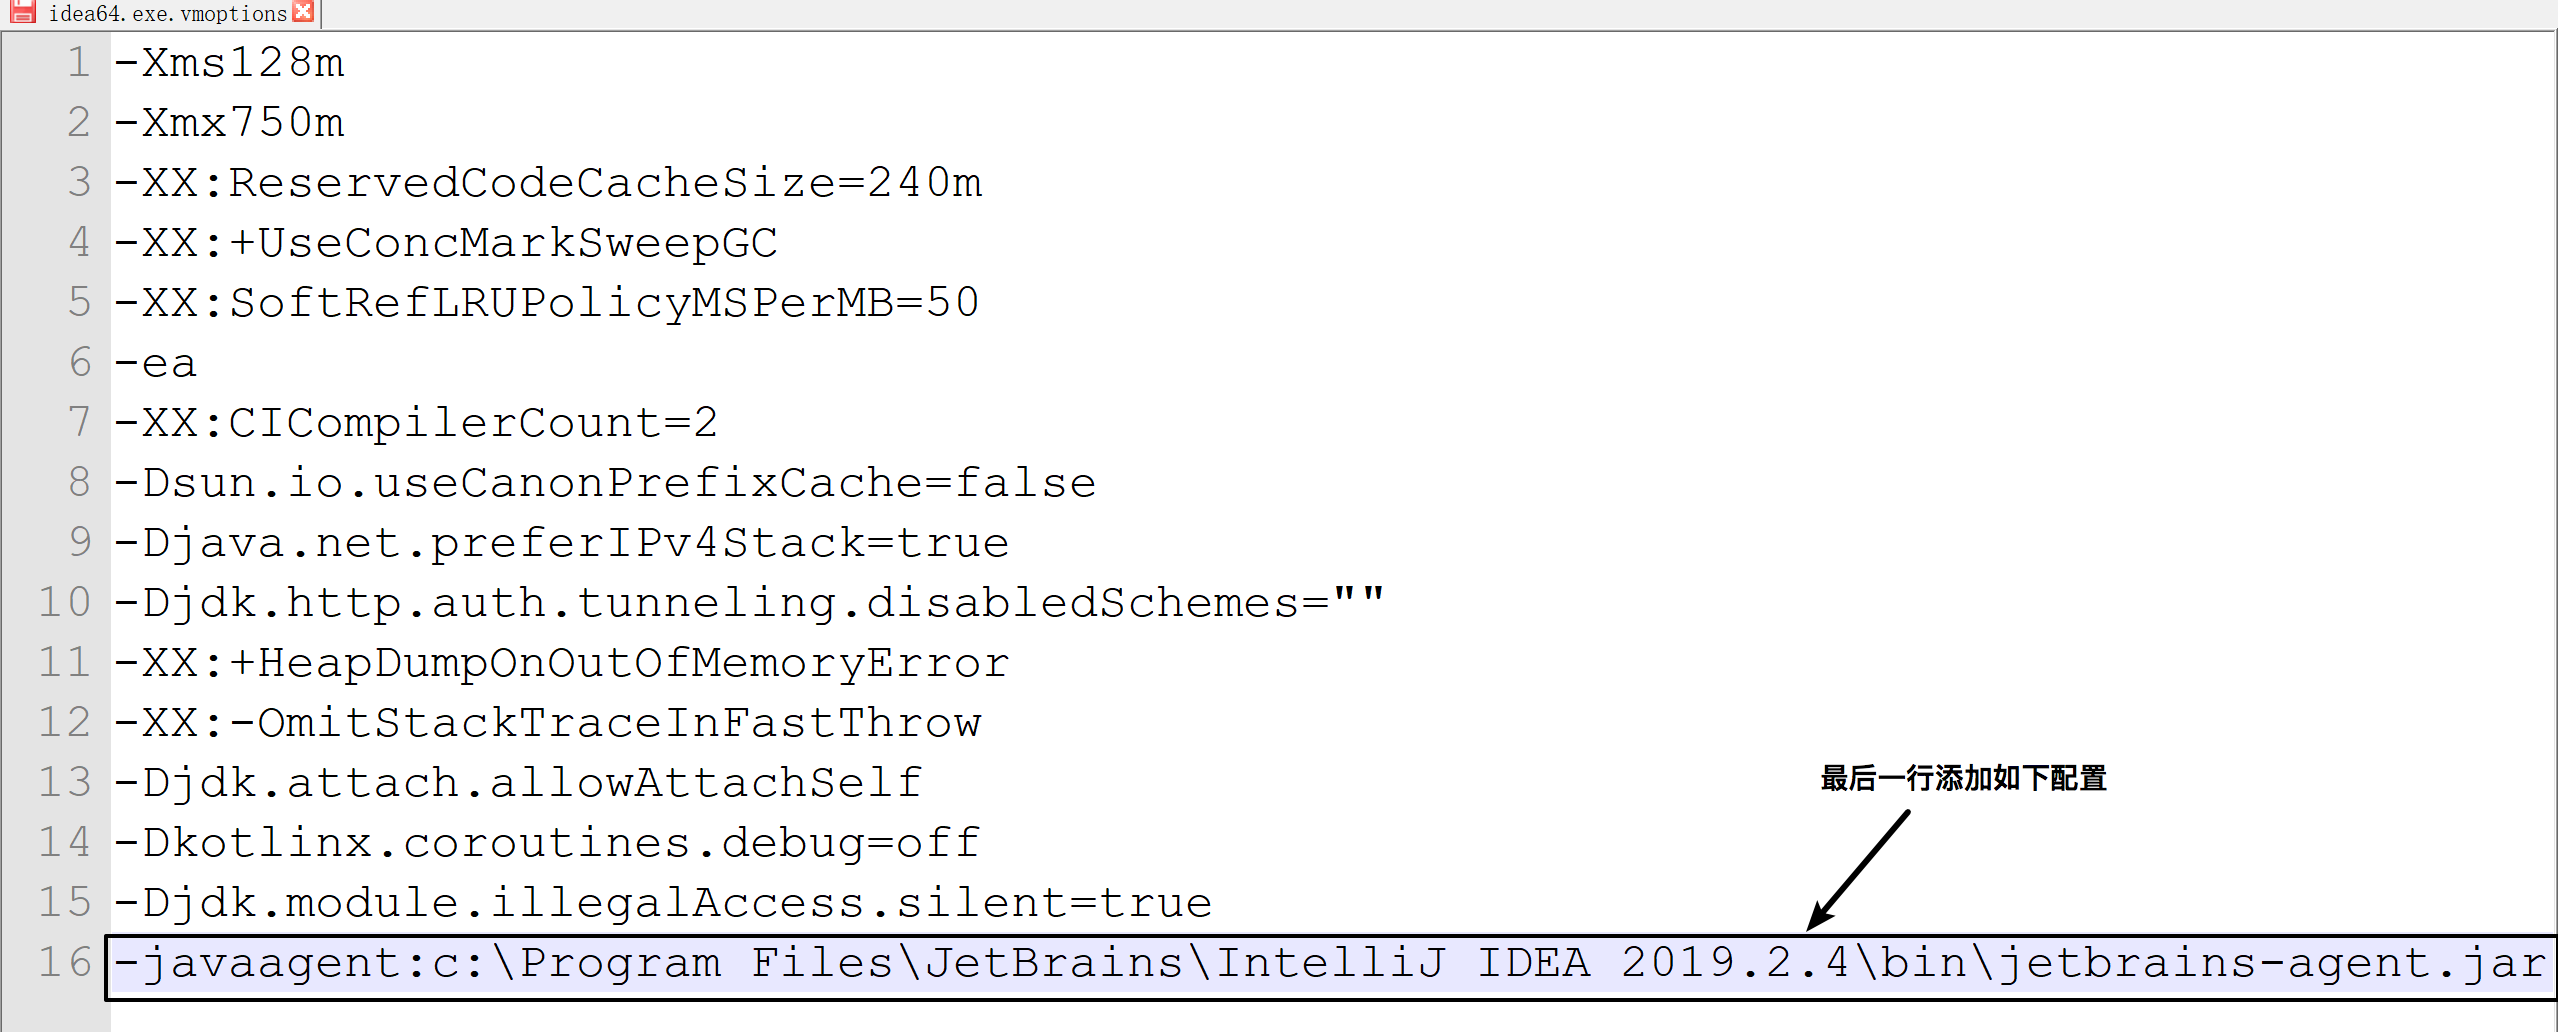 idea64.exe.vmoptions
1 -Xms128m
2 -Xmx750m
3 -XX:ReservedCodeCacheSize=240m
4 -XX:+UseConcMarkSweepGC
5 -XX:SoftRefLRUPolicyMSPerMB=50
6 -ea
7 -XX:CICompilerCount=2
8 -Dsun.io.useCanonPrefixCache=false
9 -Djava.net.preferIPv4Stack=true
10 -Djdk.http.auth.tunneling.disabledSchemes=""
11 -XX:+HeapDumpOnOutOfMemoryError
12 -XX:-OmitStackTraceInFastThrow
13 -Djdk.attach.allowAttachSelf
最后一行添加如下配置
14 -Dkotlinx.coroutines.debug=off
15 -Djdk.module.illegalAccess.silent=true
16 -javaagent:c:\Program Files\JetBrains\IntelliJ IDEA 2019.2.4\bin\jetbrains-agent.jar